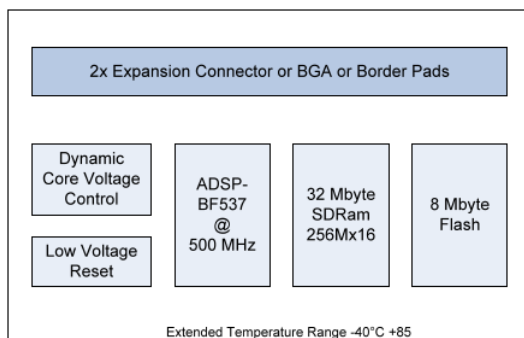 2x Expansion Connector or BGA or Border Pads
Dynamic
Core Voltage
Control
Low Voltage
Reset
ADSP-
BF537
@
500 MHz
32 Mbyte
SDRam
256Mx16
8 Mbyte
Flash
Extended Temperature Range -40°C +85